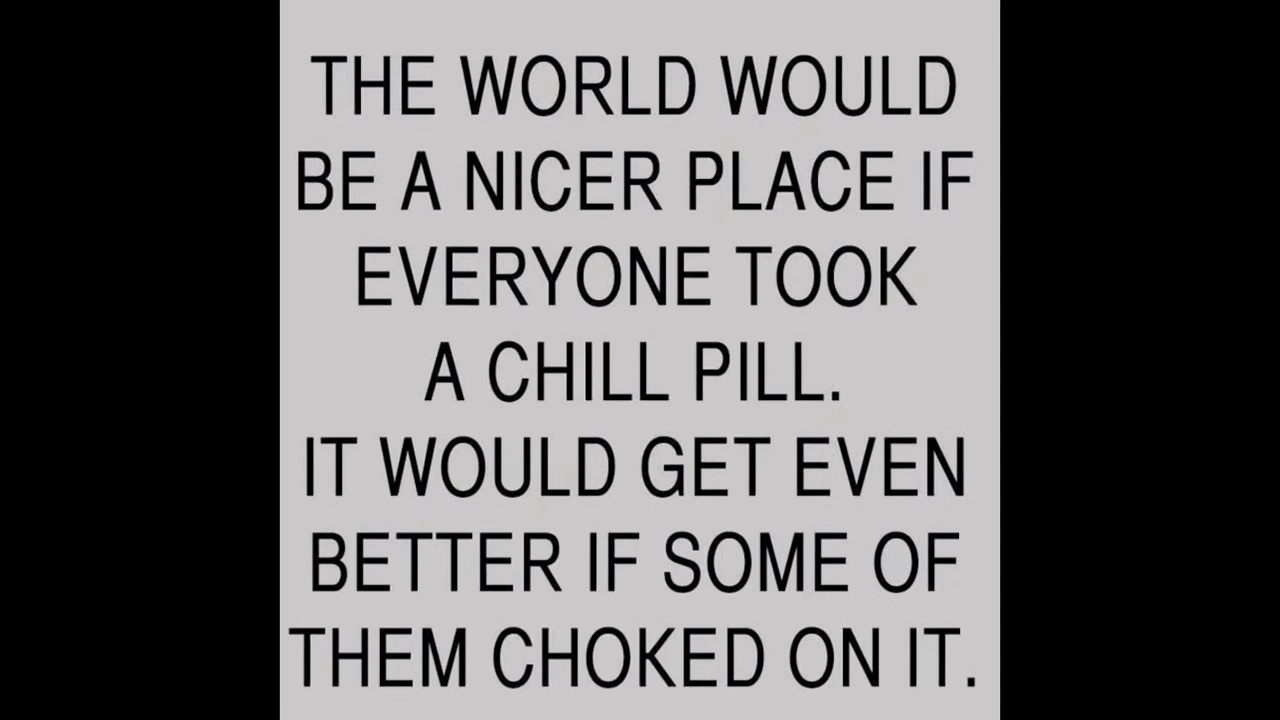 THE WORLD WOULD
BE A NICER PLACE IF
EVERYONE TOOK
A CHILL PILL.
IT WOULD GET EVEN
BETTER IF SOME OF
THEM CHOKED ON IT.